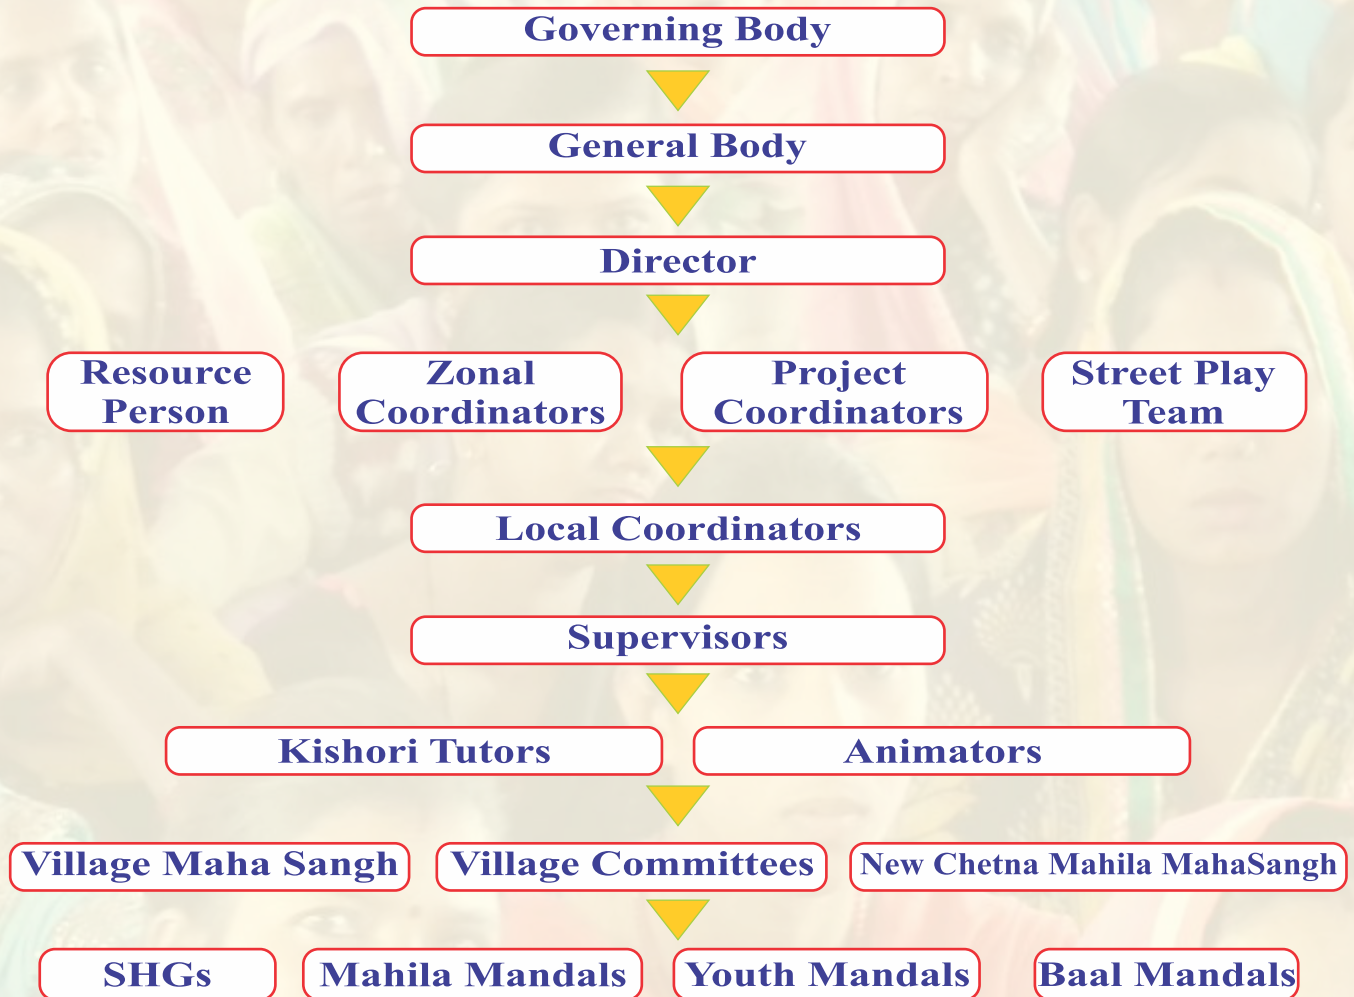 Governing Body
General Body
Director
Resource
Person
Zonal
Coordinators
Project
Coordinators
Street Play
Team
Local Coordinators
Supervisors
Kishori Tutors
Animators
Village Maha Sangh
Village Committees
New Chetna Mahila MahaSangh
SHGs
Mahila Mandals
Youth Mandals
Baal Mandals